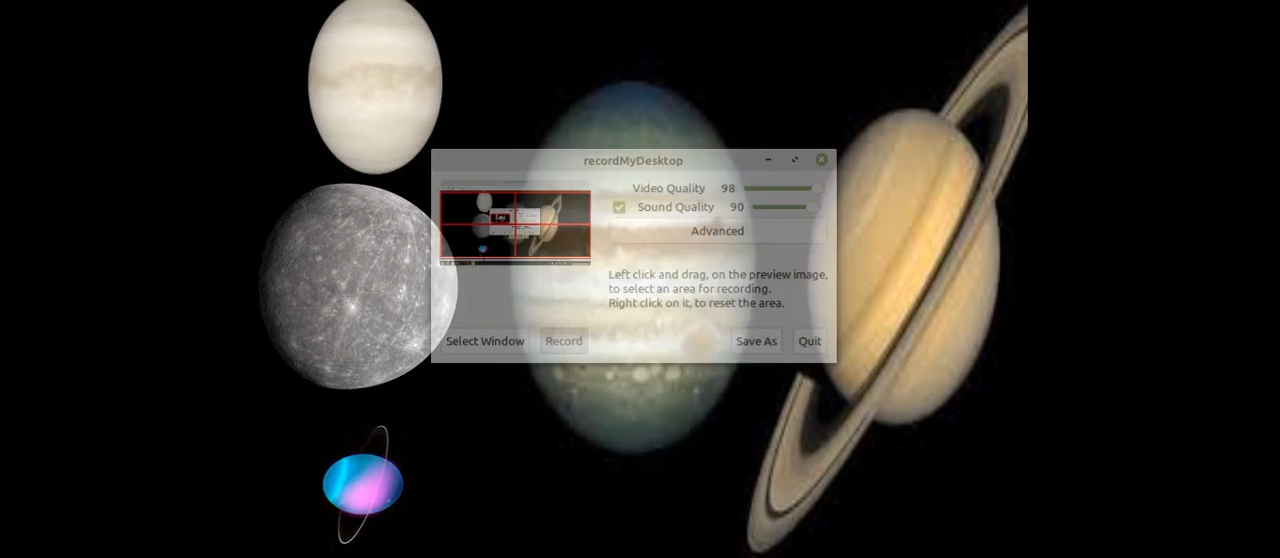 recordMyDesktop
Video Quality 98
Sound Quality 90
Advanced
Left click and drag, on the preview image,
to select an area for recording.
Right click on it, to reset the area.
Select Window Record Save As Quit